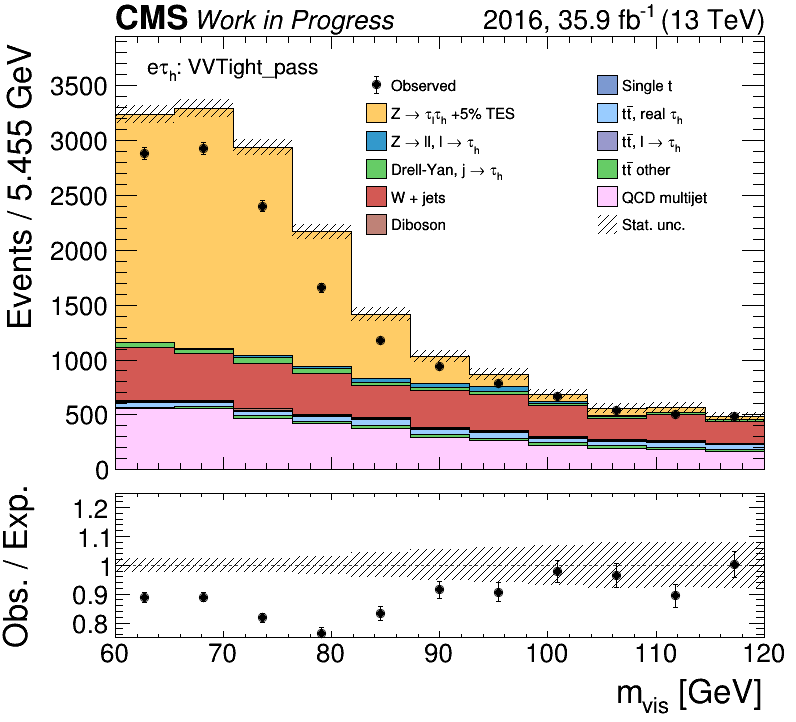 CMS Work in Progress 2016, 35.9 fb⁻¹ (13 TeV)
Events / 5.455 GeV
eτₕ: VVTight_pass
Observed
Z → τₗτₕ +5% TES
Z → ll, l → τₕ
Drell-Yan, j → τₕ
W + jets
Diboson
Single t
tt̄, real τₕ
tt̄, l → τₕ
tt̄ other
QCD multijet
Stat. unc.
3500
3000
2500
2000
1500
1000
500
0
Obs. / Exp.
1.2
1.1
1
0.9
0.8
60 70 80 90 100 110 120
m_vis [GeV]